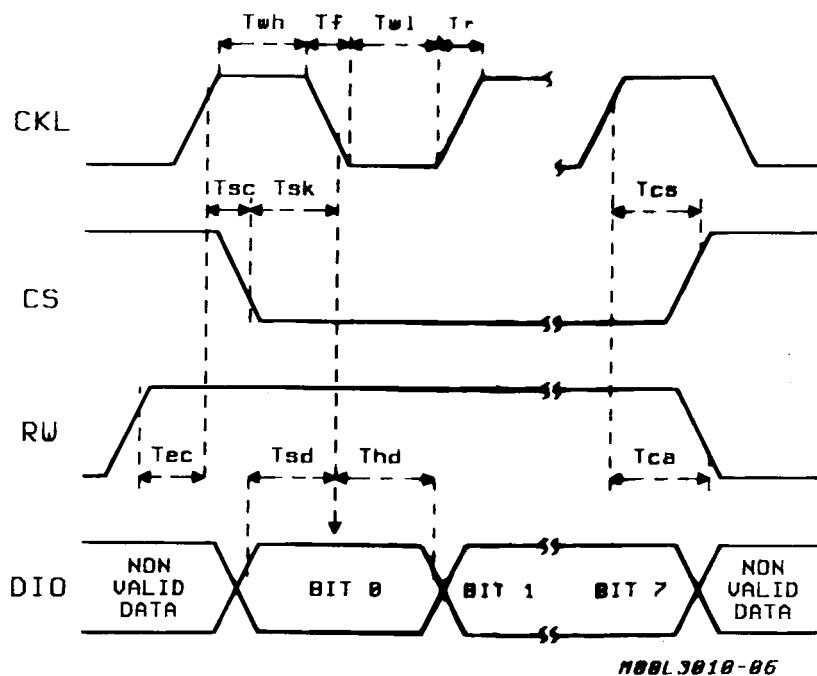 Twh Tf Twl Tr
CKL
Tsc Tsk Tcs
CS
RW
Tec Tsd Thd Tca
DIO
NON VALID DATA
BIT 0
BIT 1
BIT 7
NON VALID DATA
M00L3010-06